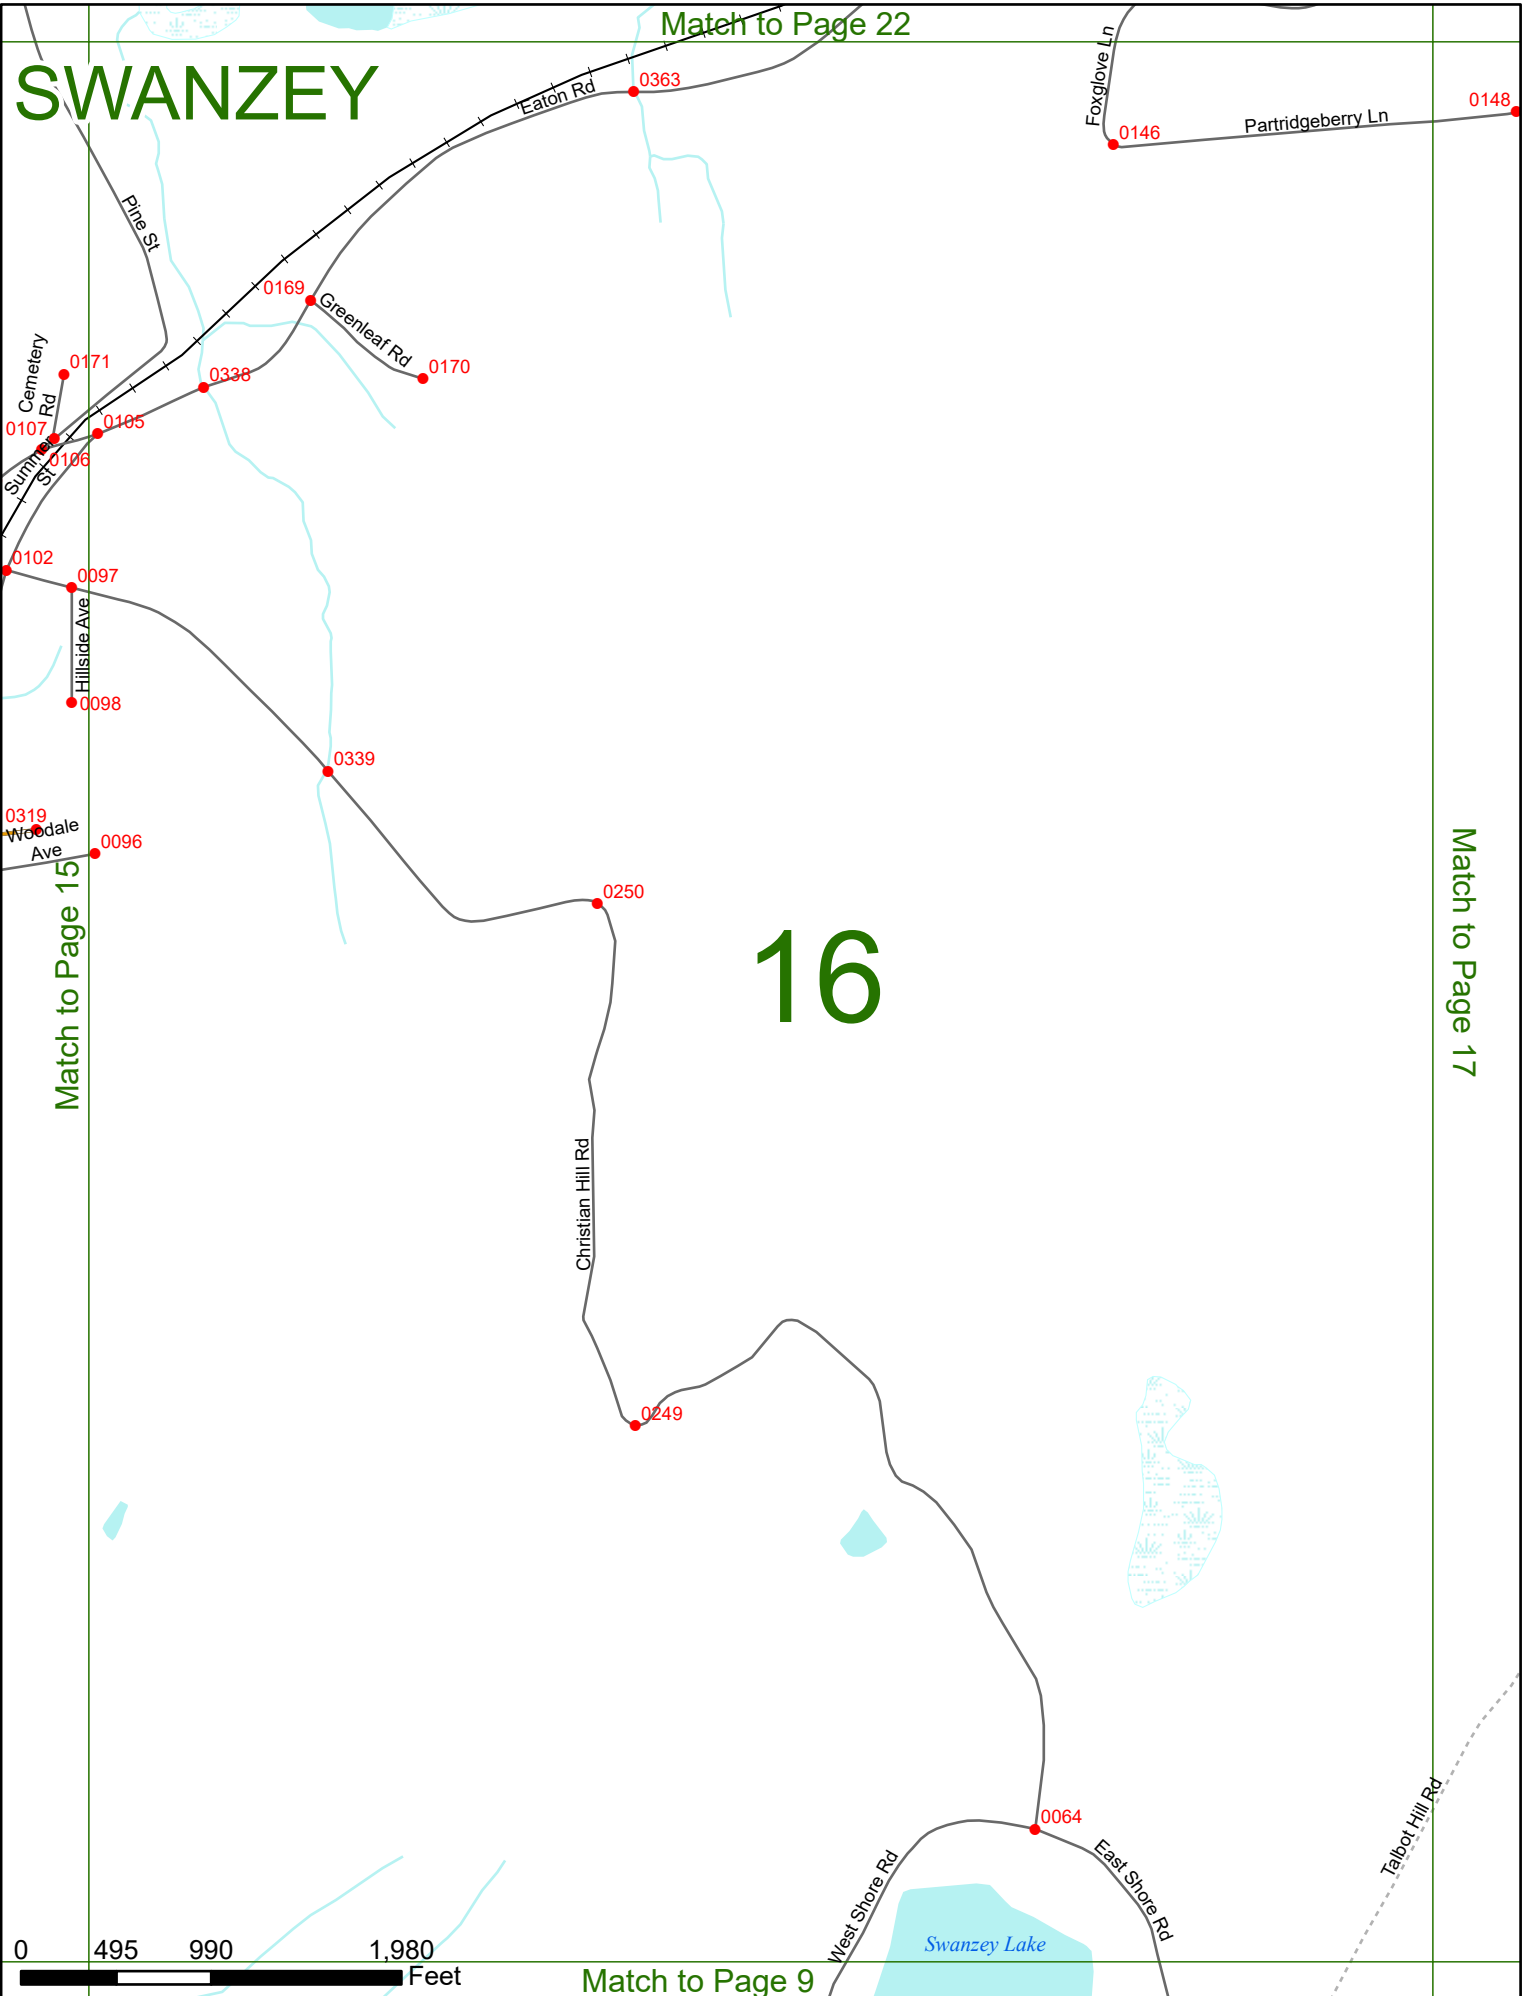 Match to Page 22
SWANZEY
Eaton Rd
0363
Foxglove Ln
0148
Partridgeberry Ln
0146
Pine St
0169
Greenleaf Rd
0170
Cemetery
Rd
0171
0338
0107
0105
0106
Summer
St
0102
0097
Hillside Ave
0098
0339
0319
Woodale
Ave
0096
Match to Page 15
0250
16
Match to Page 17
Christian Hill Rd
0249
0064
West Shore Rd
East Shore Rd
Talbot Hill Rd
Swanzey Lake
0 495 990 1,980
Feet
Match to Page 9